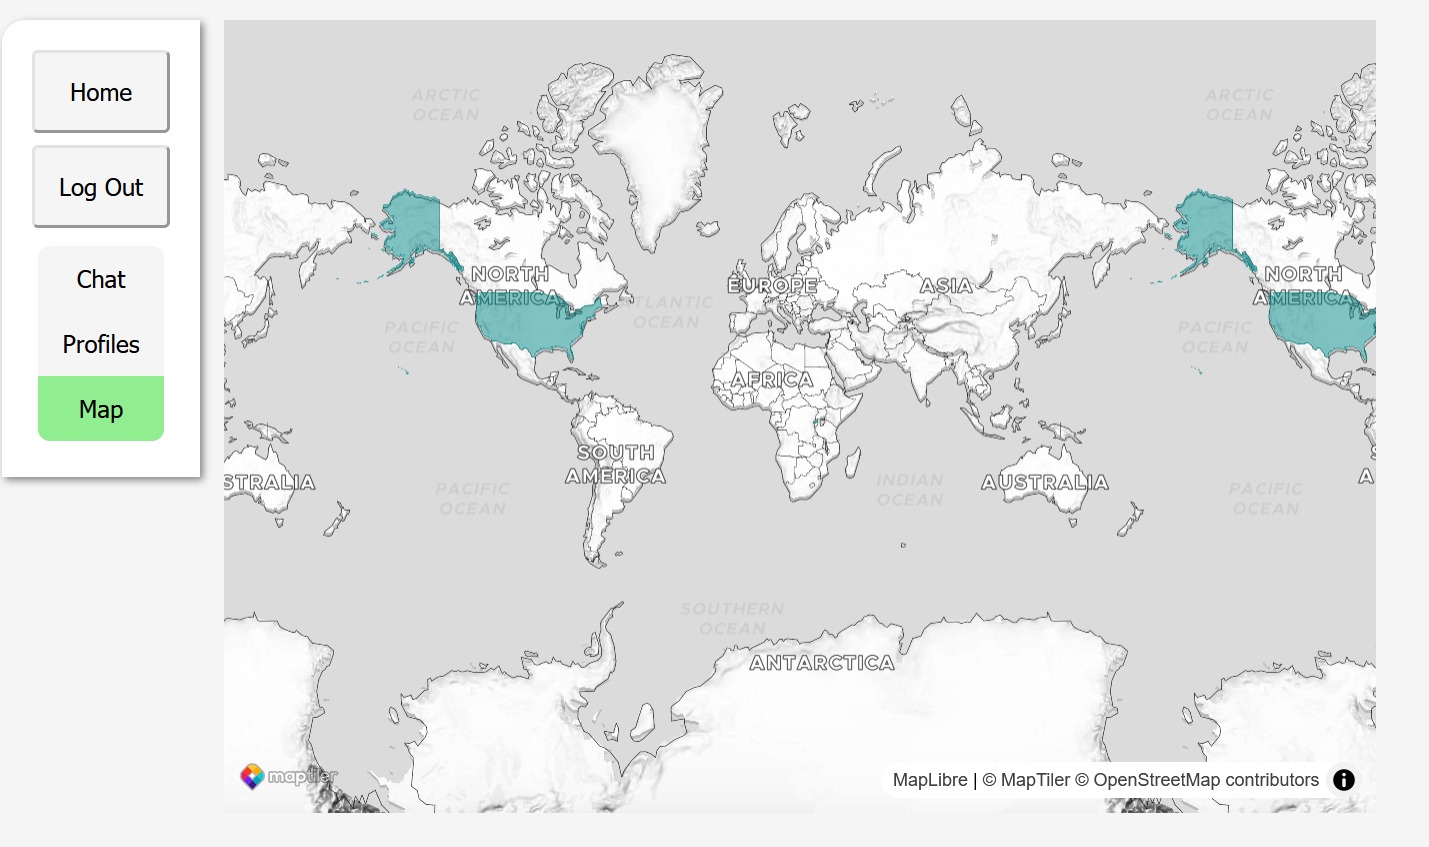 Home
Log Out
Chat
Profiles
Map
ARCTIC
OCEAN
ARCTIC
OCEAN
NORTH
AMERICA
EUROPE
ASIA
NORTH
AMERICA
ATLANTIC
OCEAN
PACIFIC
OCEAN
PACIFIC
OCEAN
AFRICA
SOUTH
AMERICA
S
A
STRALIA
INDIAN
OCEAN
AUSTRALIA
PACIFIC
OCEAN
PACIFIC
OCEAN
SOUTHERN
OCEAN
ANTARCTICA
maptiler
MapLibre | © MapTiler © OpenStreetMap contributors